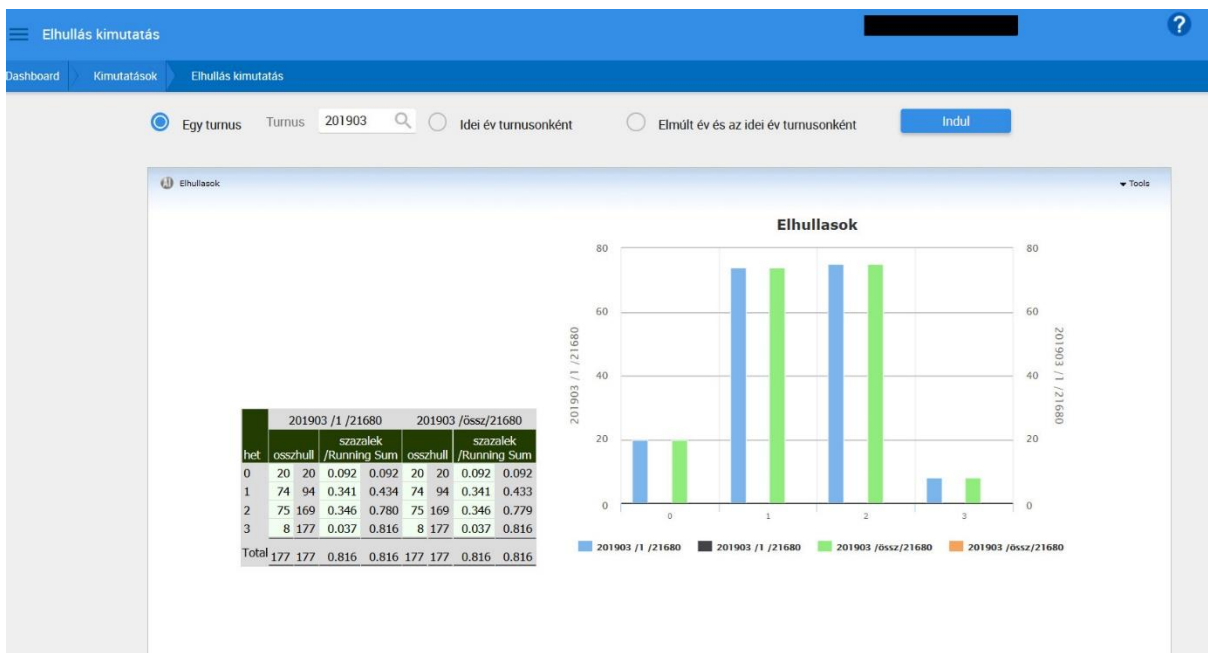 Elhullás kimutatás
?
Dashboard Kimutatások Elhullás kimutatás
Egy turnus Turnus 201903 Idei év turnusonként Elmúlt év és az idei év turnusonként Indul
Elhullasok Tools
Elhullasok
80 80
60 60
40 40
20 20
0 0
201903 /1 /21680
201903 /1 /21680
0 1 2 3
201903 /1 /21680 201903 /1 /21680 201903 /össz/21680 201903 /össz/21680
201903 /1 /21680 201903 /össz/21680
szazalek szazalek
het osszhull /Running Sum osszhull /Running Sum
0 20 20 0.092 0.092 20 20 0.092 0.092
1 74 94 0.341 0.434 74 94 0.341 0.433
2 75 169 0.346 0.780 75 169 0.346 0.779
3 8 177 0.037 0.816 8 177 0.037 0.816
Total 177 177 0.816 0.816 177 177 0.816 0.816